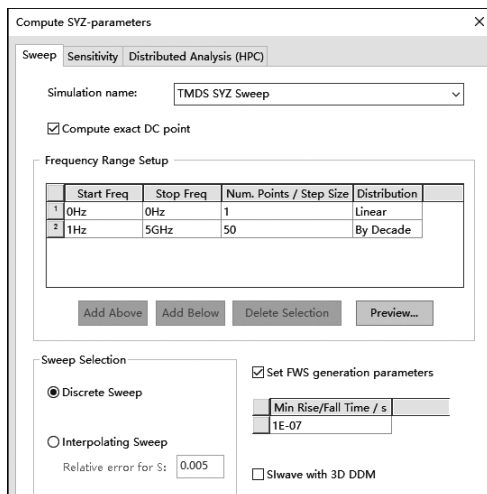 Compute SYZ-parameters
Sweep Sensitivity Distributed Analysis (HPC)
Simulation name: TMDS SYZ Sweep
Compute exact DC point
Frequency Range Setup
Start Freq Stop Freq Num. Points / Step Size Distribution
1 0Hz 0Hz 1 Linear
2 1Hz 5GHz 50 By Decade
Add Above Add Below Delete Selection Preview...
Sweep Selection
Discrete Sweep
Interpolating Sweep
Relative error for S: 0.005
Set FWS generation parameters
Min Rise/Fall Time / s
1E-07
SIwave with 3D DDM